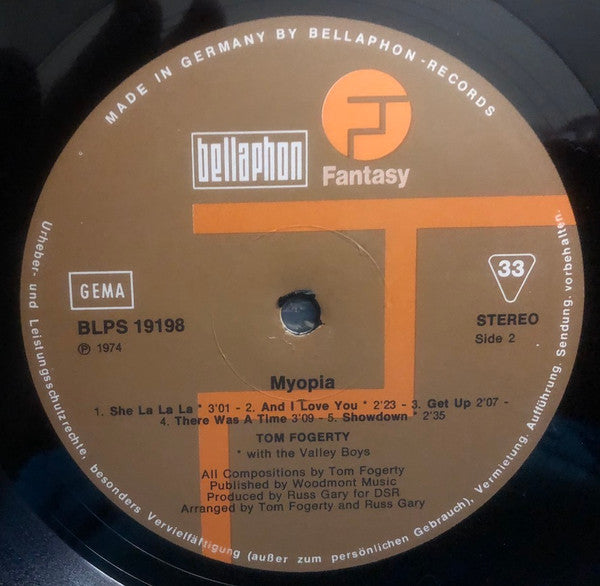 MADE IN GERMANY BY BELLAPHON-RECORDS
bellaphon
Fantasy
GEMA
33
BLPS 19198
STEREO
℗ 1974
Side 2
Myopia
1. She La La La * 3'01 - 2. And I Love You * 2'23 - 3. Get Up 2'07 -
4. There Was A Time 3'09 - 5. Showdown * 2'35
TOM FOGERTY
* with the Valley Boys
All Compositions by Tom Fogerty
Published by Woodmont Music
Produced by Russ Gary for DSR
Arranged by Tom Fogerty and Russ Gary
Urheber- und Leistungsschutzrechte, besonders Vervielfältigung (außer zum persönlichen Gebrauch), Vermietung, Aufführung, Sendung, vorbehalten.